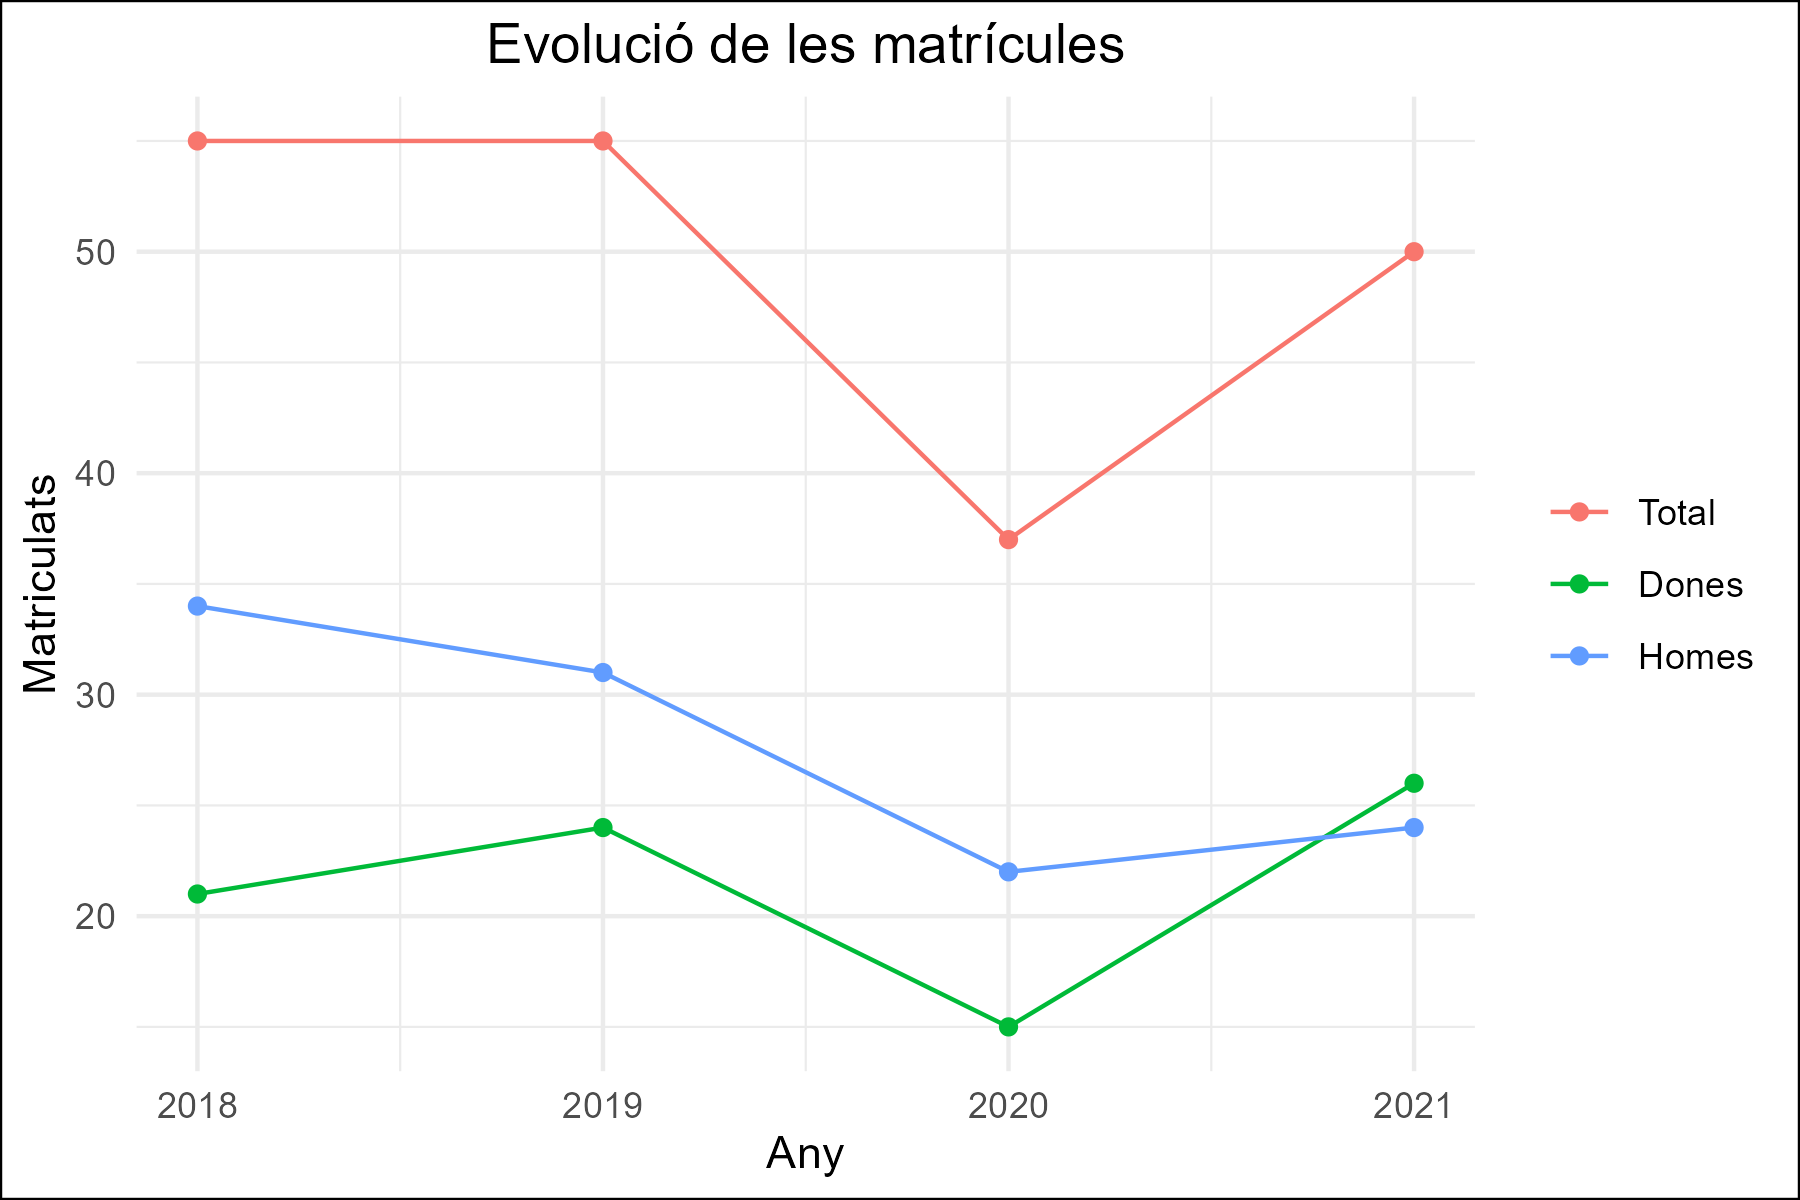 Evolució de les matrícules
Matriculats
50
40
30
20
2018
2019
2020
2021
Any
Total
Dones
Homes